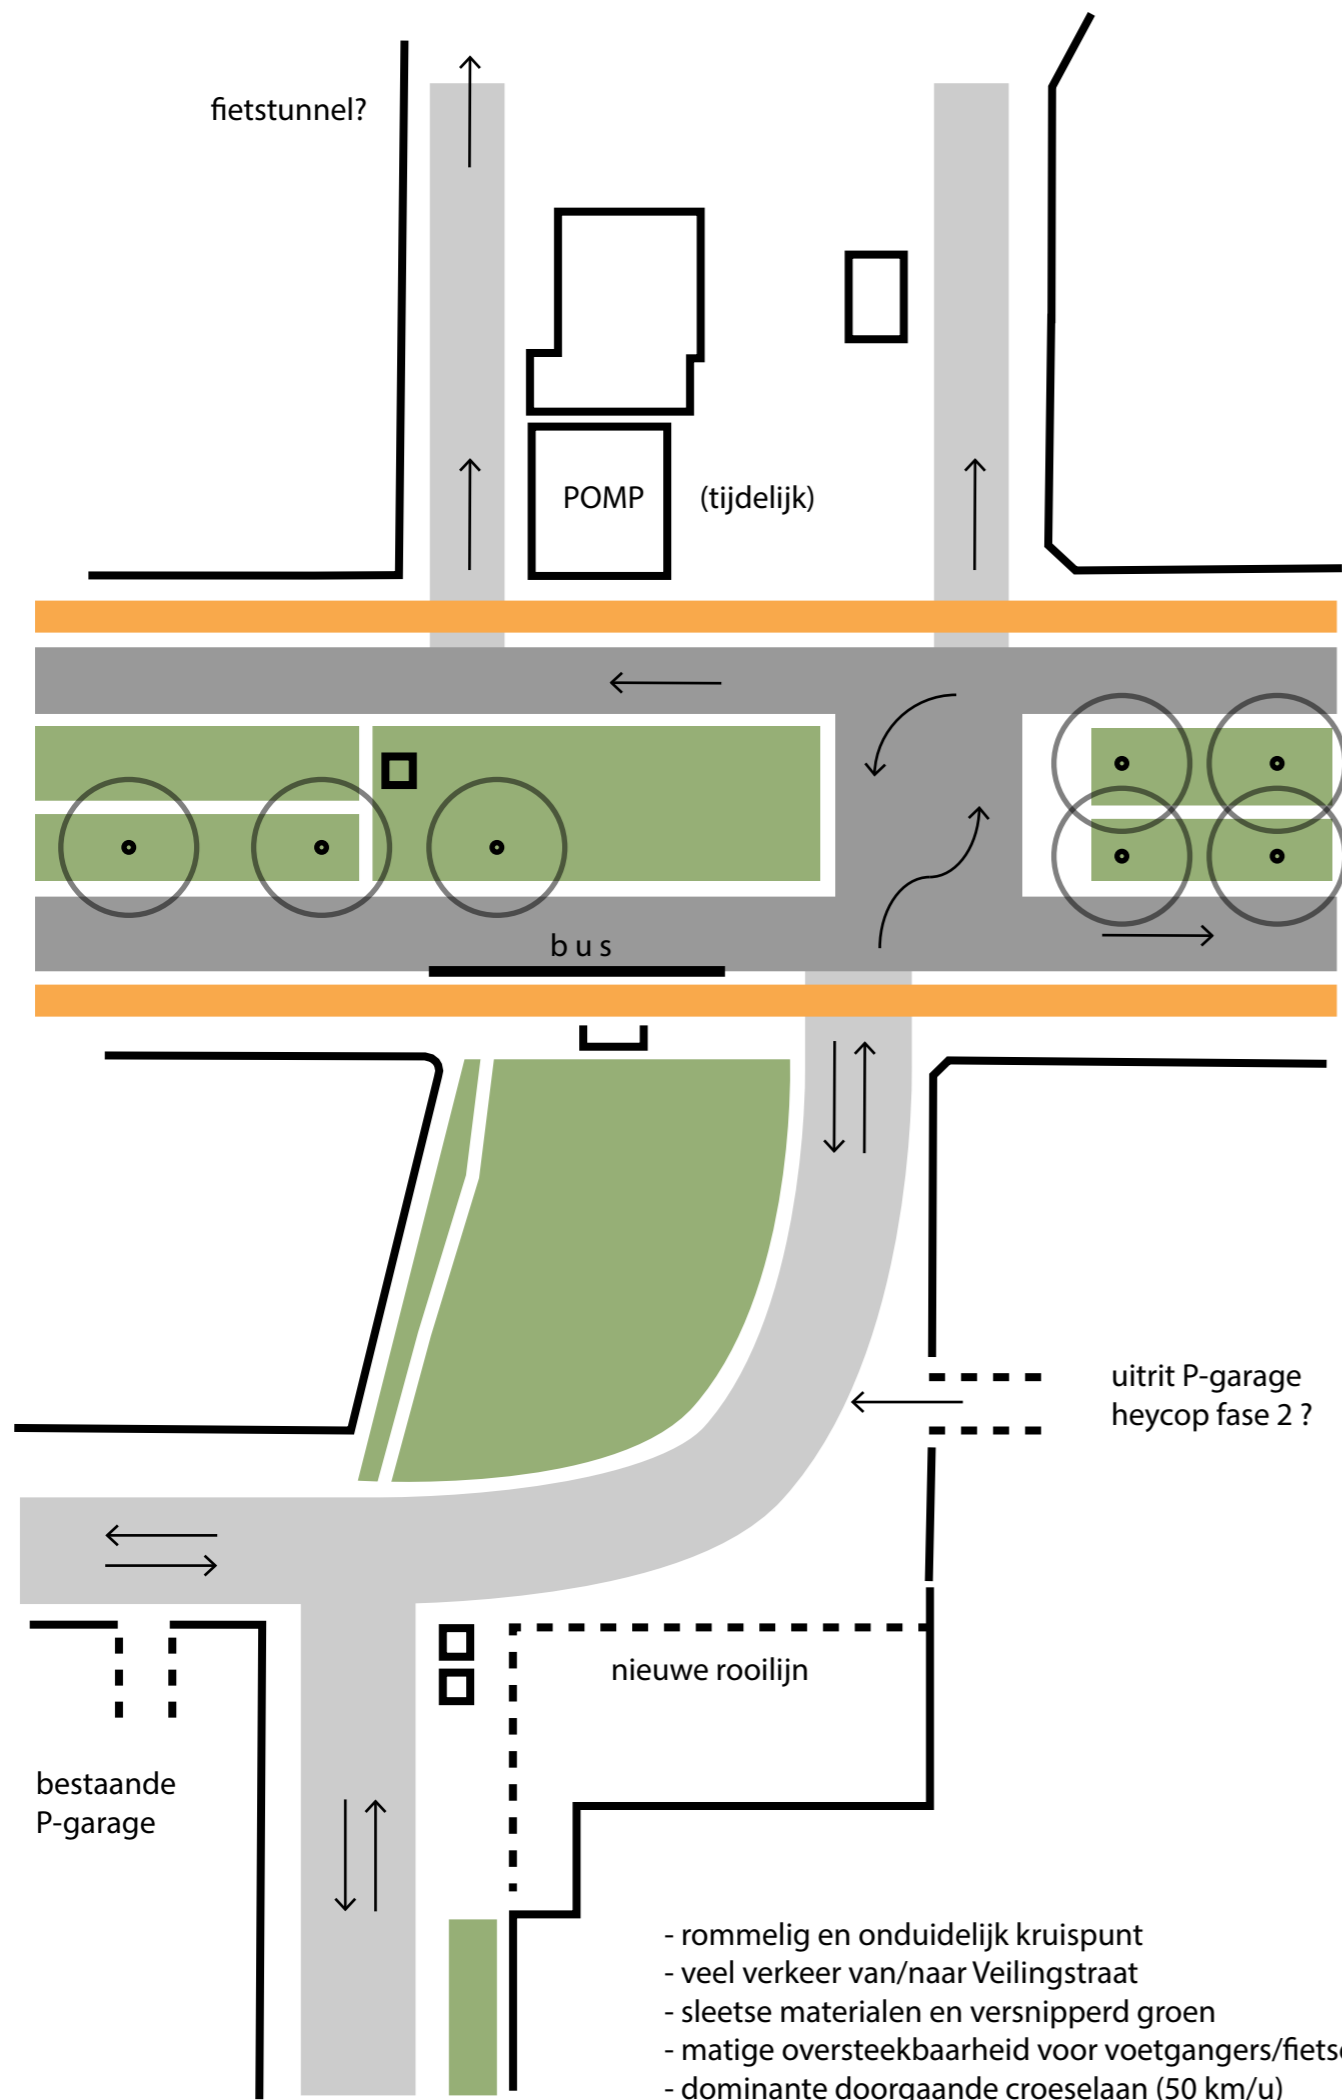 fietstunnel?
POMP (tijdelijk)
bus
uitrit P-garage
heycop fase 2 ?
nieuwe rooilijn
bestaande
P-garage
- rommelig en onduidelijk kruispunt
- veel verkeer van/naar Veilingstraat
- sleetse materialen en versnipperd groen
- matige oversteekbaarheid voor voetgangers/fiets
- dominante doorgaande croeselaan (50 km/u)